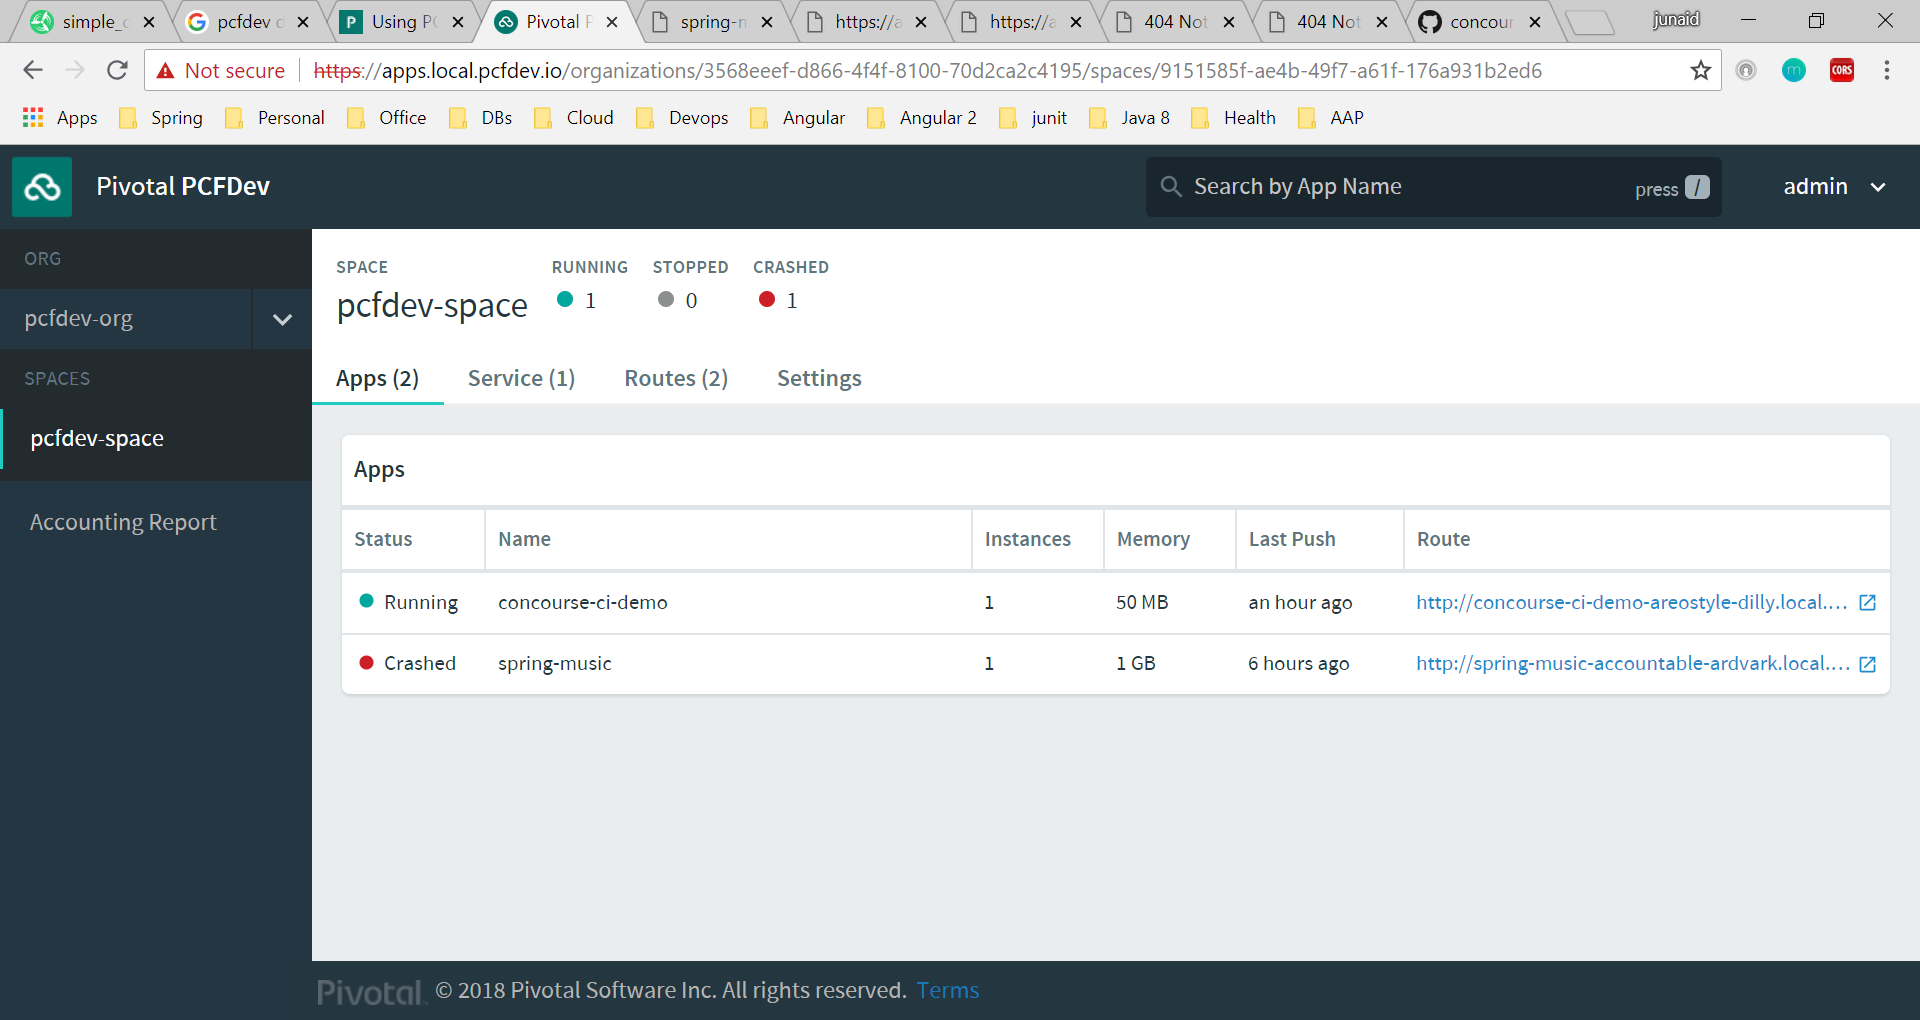 simple_c
pcfdev d
Using PC
Pivotal P
spring-m
https://a
https://a
404 Not
404 Not
concour
junaid
Not secure
https://apps.local.pcfdev.io/organizations/3568eeef-d866-4f4f-8100-70d2ca2c4195/spaces/9151585f-ae4b-49f7-a61f-176a931b2ed6
m
CORS
Apps
Spring
Personal
Office
DBs
Cloud
Devops
Angular
Angular 2
junit
Java 8
Health
AAP
Pivotal PCFDev
Search by App Name
press /
admin
ORG
pcfdev-org
SPACES
pcfdev-space
Accounting Report
SPACE
pcfdev-space
RUNNING
1
STOPPED
0
CRASHED
1
Apps (2)
Service (1)
Routes (2)
Settings
Apps
Status Name Instances Memory Last Push Route
Running concourse-ci-demo 1 50 MB an hour ago http://concourse-ci-demo-areostyle-dilly.local....
Crashed spring-music 1 1 GB 6 hours ago http://spring-music-accountable-ardvark.local....
Pivotal © 2018 Pivotal Software Inc. All rights reserved. Terms